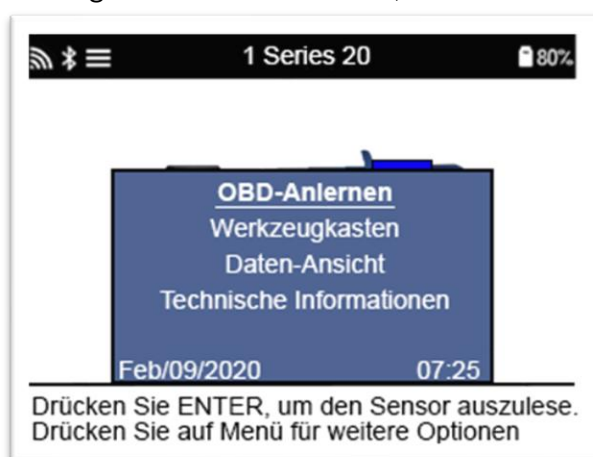 1 Series 20 80%
OBD-Anlernen
Werkzeugkasten
Daten-Ansicht
Technische Informationen
Feb/09/2020 07:25
Drücken Sie ENTER, um den Sensor auszulese.
Drücken Sie auf Menü für weitere Optionen